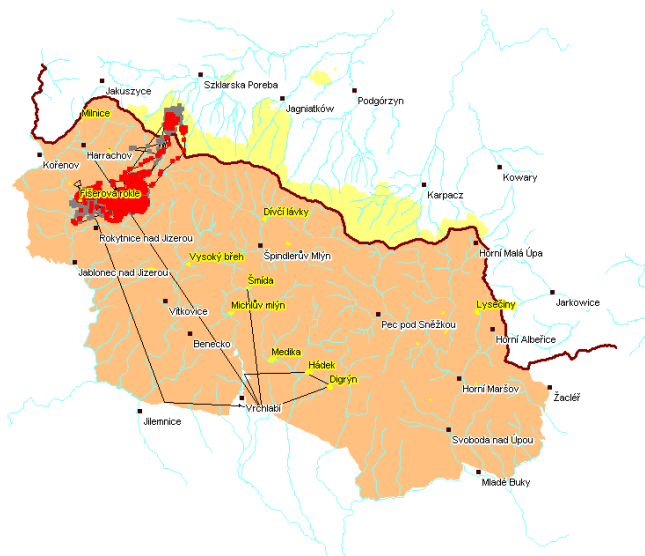 Szklarska Poreba
Jakuszyce
Podgórzyn
Jagniatków
Milnice
Harrachov
Kořenov
Kowary
Karpacz
Fišerova rokle
Dívčí lávky
Rokytnice nad Jizerou
Špindlerův Mlýn
Horní Malá Úpa
Vysoký břeh
Jablonec nad Jizerou
Šmída
Jarkowice
Michlův mlýn
Lysečiny
Vítkovice
Pec pod Sněžkou
Horní Albeřice
Benecko
Medika
Hádek
Digrýn
Horní Maršov
Žacléř
Vrchlabí
Jilemnice
Svoboda nad Úpou
Mladé Buky